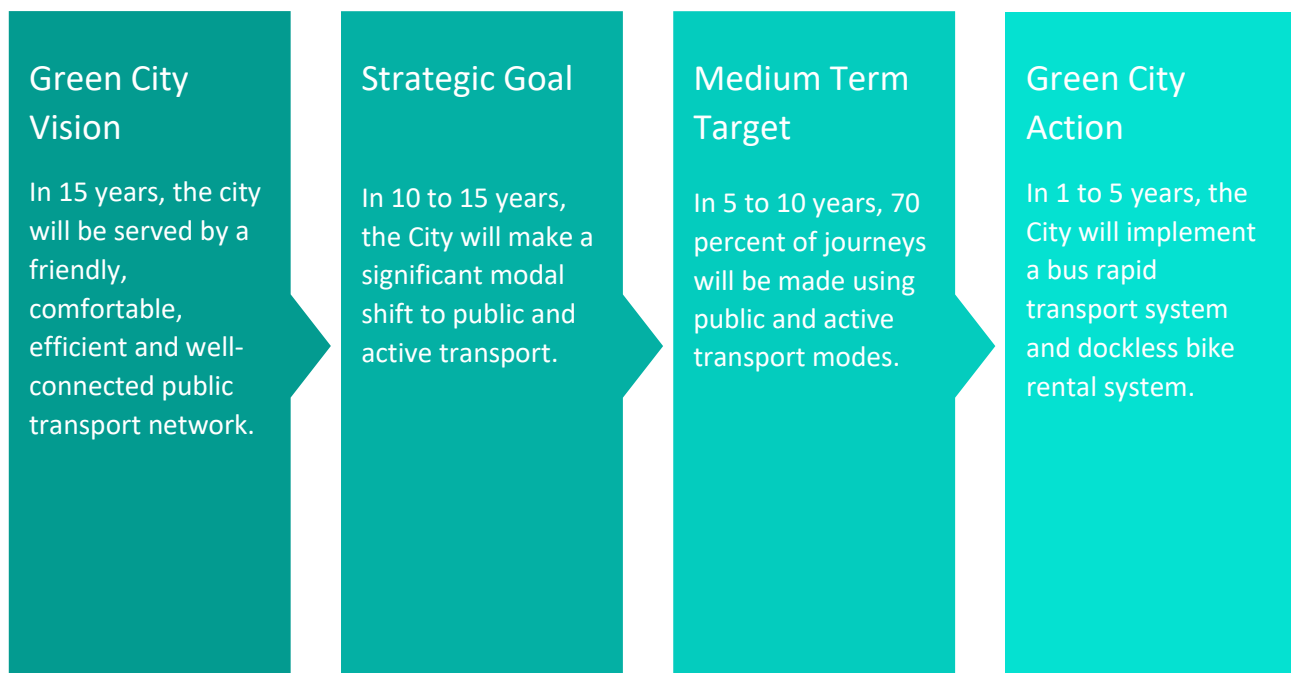 Green City
Vision
In 15 years, the city
will be served by a
friendly,
comfortable,
efficient and well-
connected public
transport network.
Strategic Goal
In 10 to 15 years,
the City will make a
significant modal
shift to public and
active transport.
Medium Term
Target
In 5 to 10 years, 70
percent of journeys
will be made using
public and active
transport modes.
Green City
Action
In 1 to 5 years, the
City will implement
a bus rapid
transport system
and dockless bike
rental system.